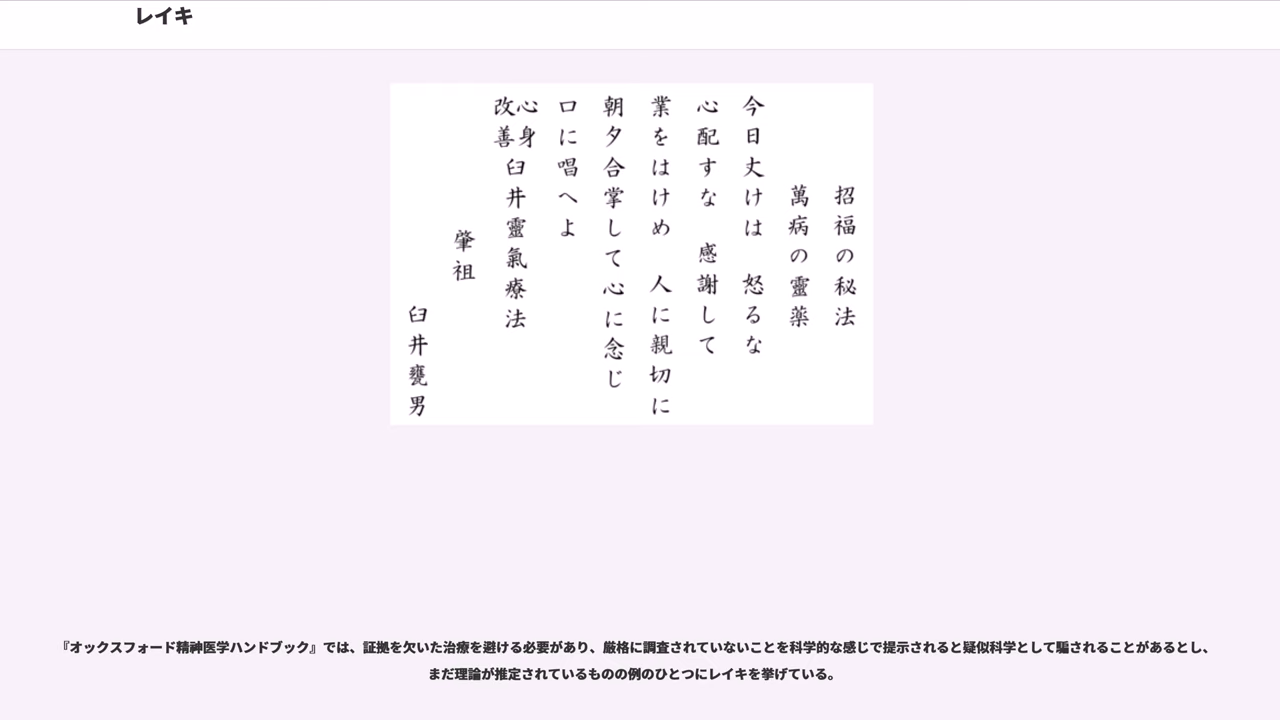 レイキ
招福の秘法
萬病の靈薬
今日丈けは 怒るな
心配すな 感謝して
業をはけめ 人に親切に
朝夕合掌して心に念じ
口に唱へよ
心身
改善
臼井靈氣療法
肇祖
臼井甕男
『オックスフォード精神医学ハンドブック』では、証拠を欠いた治療を避ける必要があり、厳格に調査されていないことを科学的な感じで提示されると疑似科学として騙されることがあるとし、
まだ理論が推定されているものの例のひとつにレイキを挙げている。